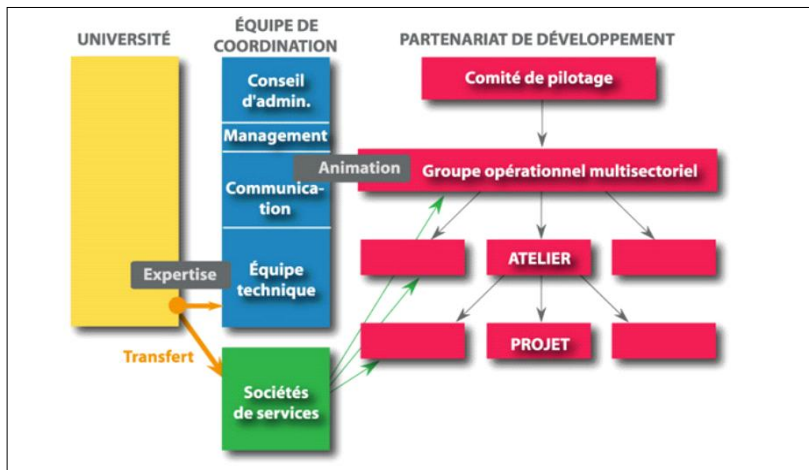 UNIVERSITÉ
ÉQUIPE DE
COORDINATION
PARTENARIAT DE DÉVELOPPEMENT
Conseil
d'admin.
Management
Communica-
tion
Équipe
technique
Animation
Expertise
Transfert
Sociétés
de services
Comité de pilotage
Groupe opérationnel multisectoriel
ATELIER
PROJET